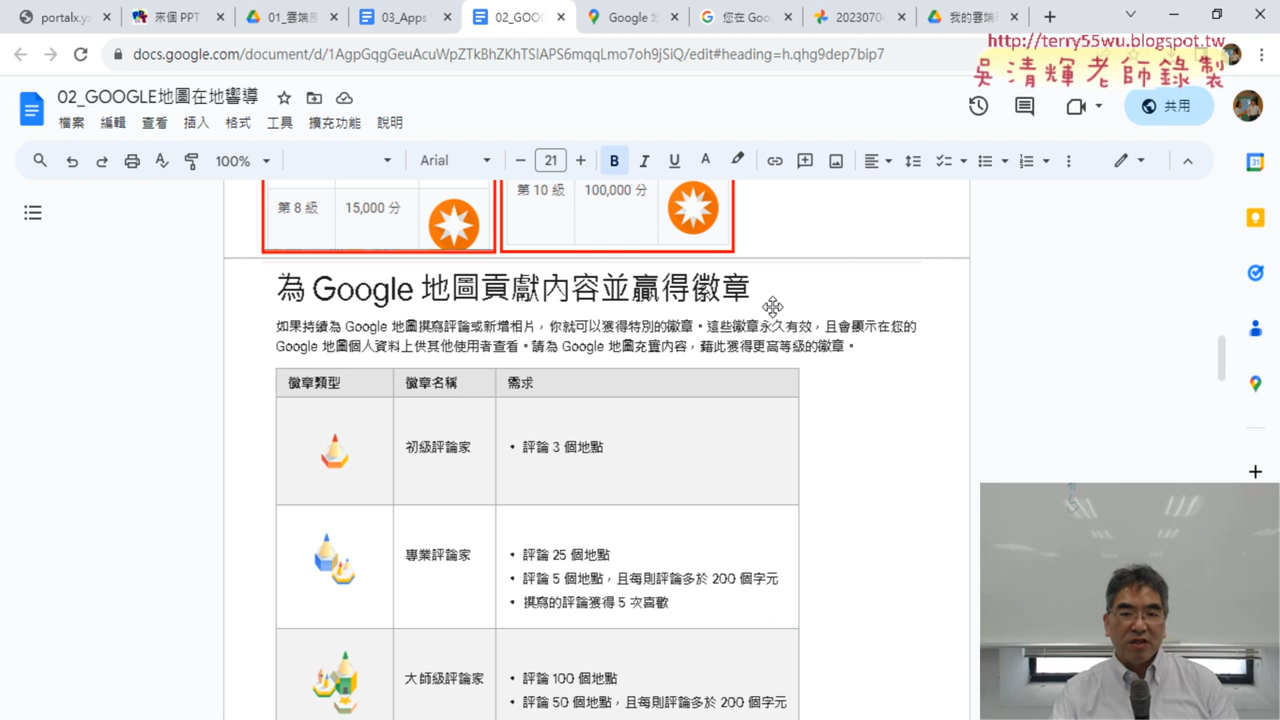 portalx.yz
來個 PPT
01_雲端
03_Apps
02_GOO
Google
您在 Goo
20230704
我的雲端
docs.google.com/document/d/1AgpGqgGeuAcuWpZTkBhZKhTSIAPS6mqqLmo7oh9jSiQ/edit#heading=h.qhg9dep7bip7
http://terry55wu.blogspot.tw
吳清輝老師錄製
02_GOOGLE地圖在地嚮導
檔案 編輯 查看 插入 格式 工具 擴充功能 說明
共用
100% Arial 21 B I U A
第 8 級 15,000 分
第 10 級 100,000 分
為 Google 地圖貢獻內容並贏得徽章
如果持續為 Google 地圖撰寫評論或新增相片，你就可以獲得特別的徽章。這些徽章永久有效，且會顯示在您的
Google 地圖個人資料上供其他使用者查看。請為 Google 地圖充實內容，藉此獲得更高等級的徽章。
徽章類型 徽章名稱 需求
初級評論家
• 評論 3 個地點
專業評論家
• 評論 25 個地點
• 評論 5 個地點，且每則評論多於 200 個字元
• 撰寫的評論獲得 5 次喜歡
大師級評論家
• 評論 100 個地點
• 評論 50 個地點，且每則評論多於 200 個字元